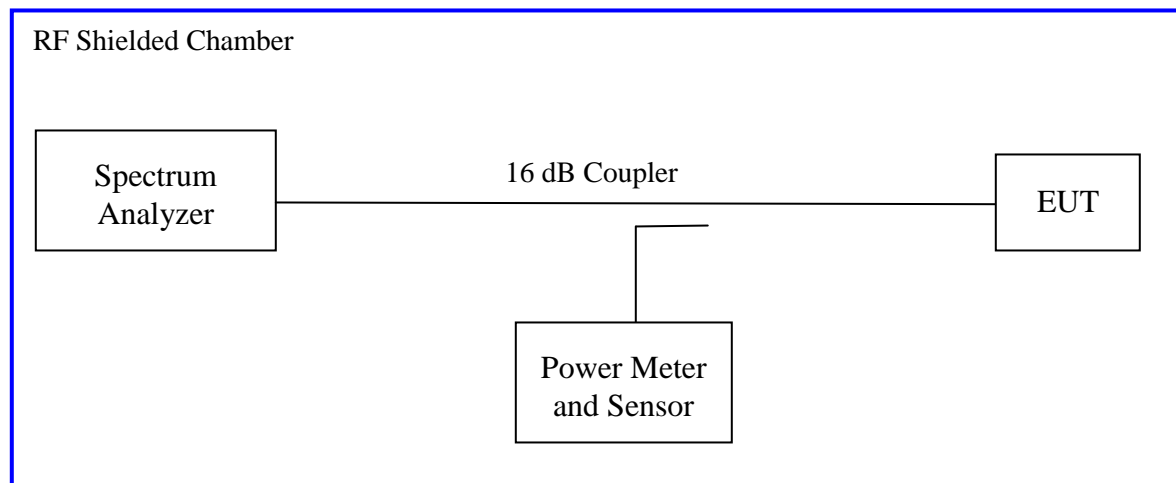 RF Shielded Chamber
Spectrum
Analyzer
16 dB Coupler
EUT
Power Meter
and Sensor